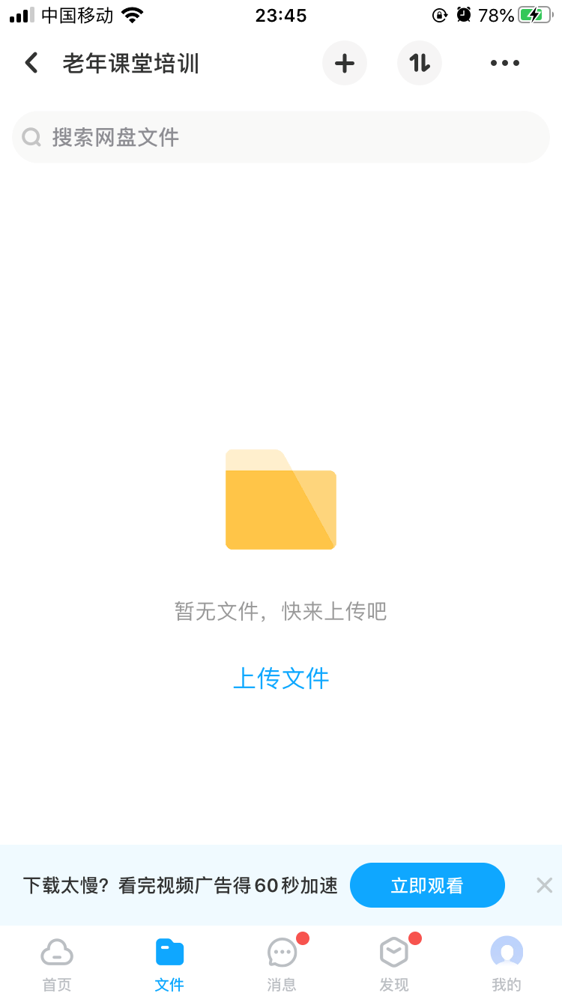 中国移动
23:45
78%
老年课堂培训
搜索网盘文件
暂无文件，快来上传吧
上传文件
下载太慢？看完视频广告得60秒加速
立即观看
首页
文件
消息
发现
我的